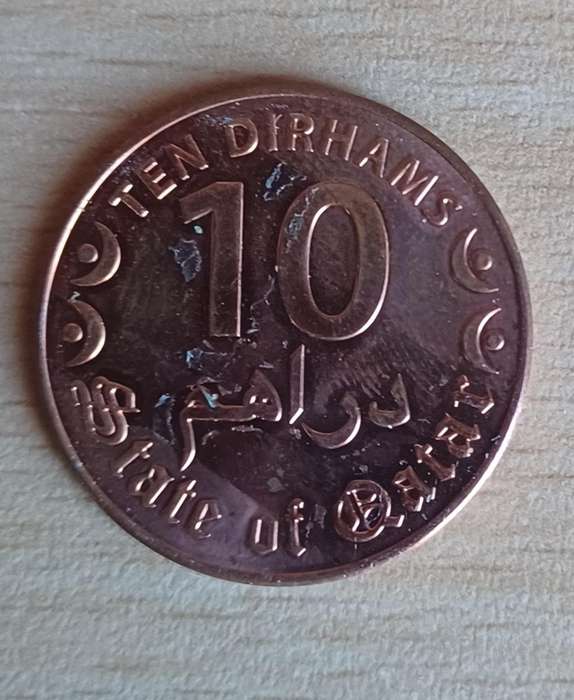 TEN DIRHAMS
10
دراهم
State of Qatar